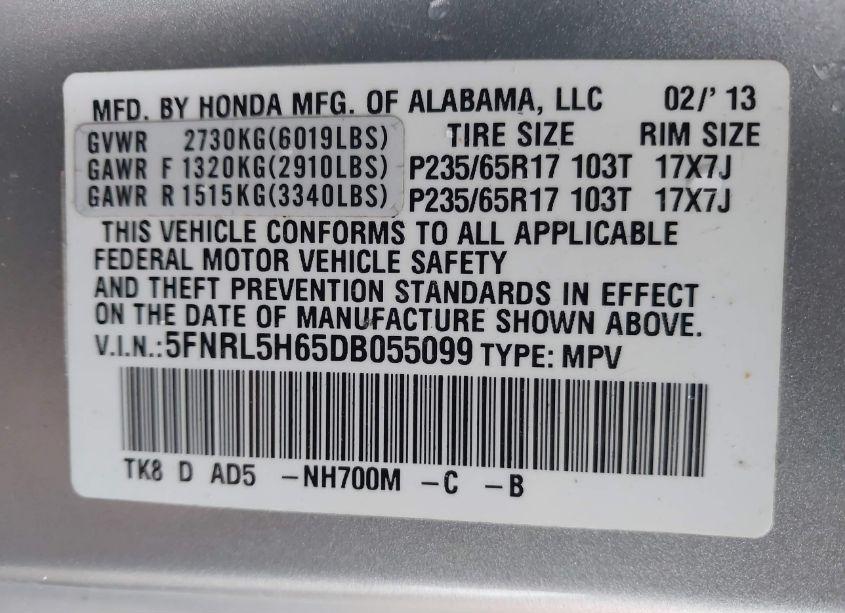 MFD. BY HONDA MFG. OF ALABAMA, LLC 02/' 13
GVWR 2730KG(6019LBS) TIRE SIZE RIM SIZE
GAWR F 1320KG(2910LBS) P235/65R17 103T 17X7J
GAWR R 1515KG(3340LBS) P235/65R17 103T 17X7J
THIS VEHICLE CONFORMS TO ALL APPLICABLE
FEDERAL MOTOR VEHICLE SAFETY
AND THEFT PREVENTION STANDARDS IN EFFECT
ON THE DATE OF MANUFACTURE SHOWN ABOVE.
V.I.N.:5FNRL5H65DB055099 TYPE: MPV
TK8 D AD5 -NH700M -C -B